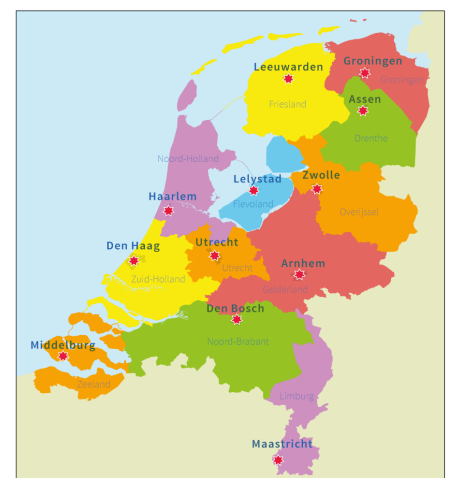 Groningen
Leeuwarden
Groningen
Assen
Friesland
Drenthe
Noord-Holland
Zwolle
Lelystad
Haarlem
Flevoland
Overijssel
Den Haag
Utrecht
Arnhem
Utrecht
Zuid-Holland
Gelderland
Den Bosch
Middelburg
Noord-Brabant
Zeeland
Limburg
Maastricht